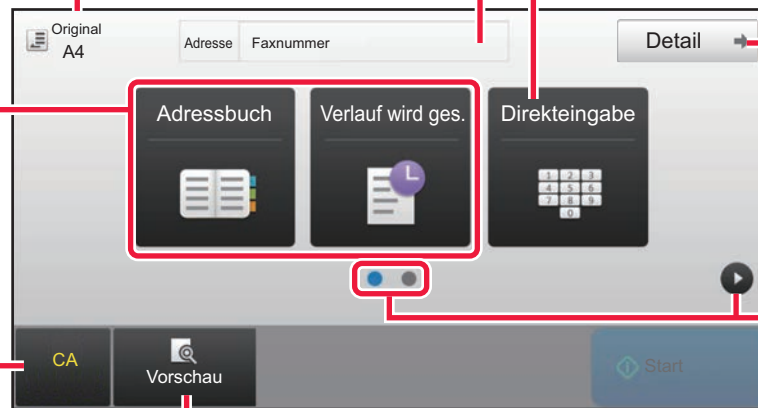 Original
A4
Adresse Faxnummer
Detail
Adressbuch
Verlauf wird ges.
Direkteingabe
1 2 3
4 5 6
7 8 9
0
CA
Vorschau
Start